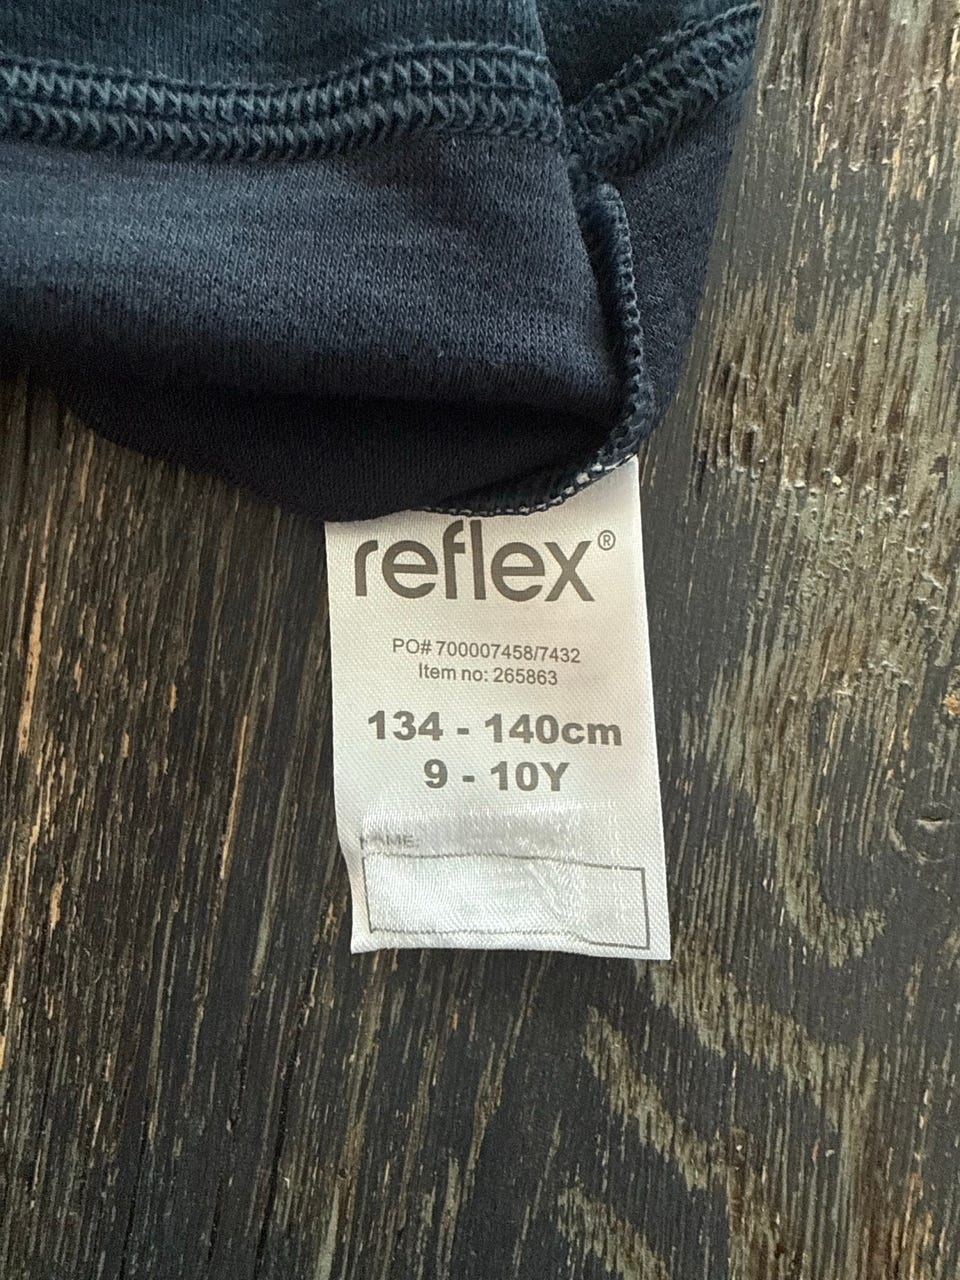 reflex®
PO# 700007458/7432
Item no: 265863
134 - 140cm
9 - 10Y
NAME: